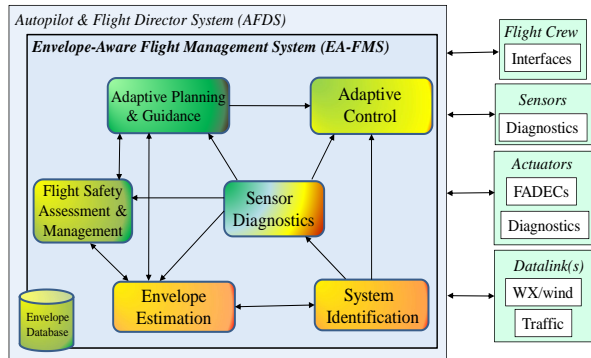 Autopilot & Flight Director System (AFDS)
Envelope-Aware Flight Management System (EA-FMS)
Adaptive Planning
& Guidance
Adaptive
Control
Flight Safety
Assessment &
Management
Sensor
Diagnostics
Envelope
Estimation
System
Identification
Envelope
Database
Flight Crew
Interfaces
Sensors
Diagnostics
Actuators
FADECs
Diagnostics
Datalink(s)
WX/wind
Traffic